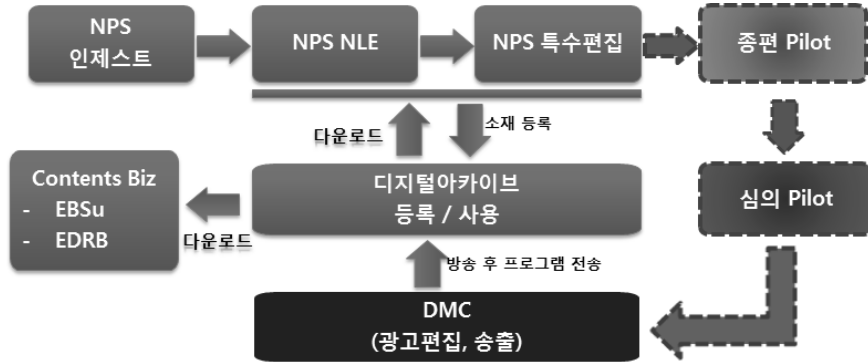 NPS
인제스트
NPS NLE
NPS 특수편집
종편 Pilot
다운로드
소재 등록
Contents Biz
- EBSu
- EDRB
다운로드
디지털아카이브
등록 / 사용
심의 Pilot
방송 후 프로그램 전송
DMC
(광고편집, 송출)